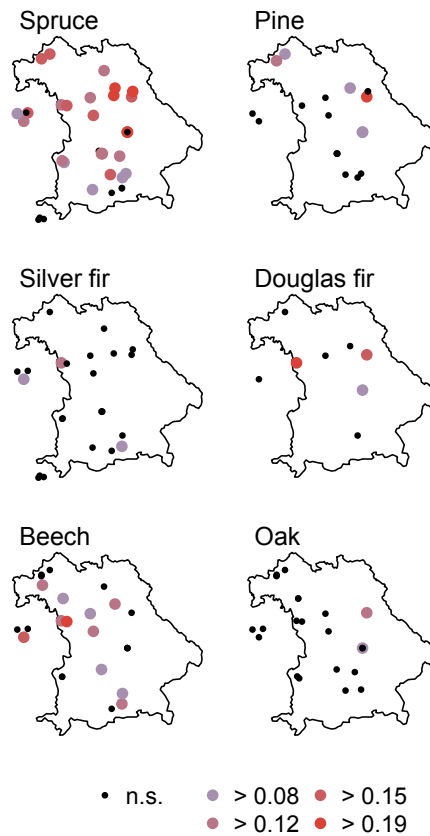 Spruce Pine
Silver fir Douglas fir
Beech Oak
n.s. > 0.08 > 0.15
> 0.12 > 0.19